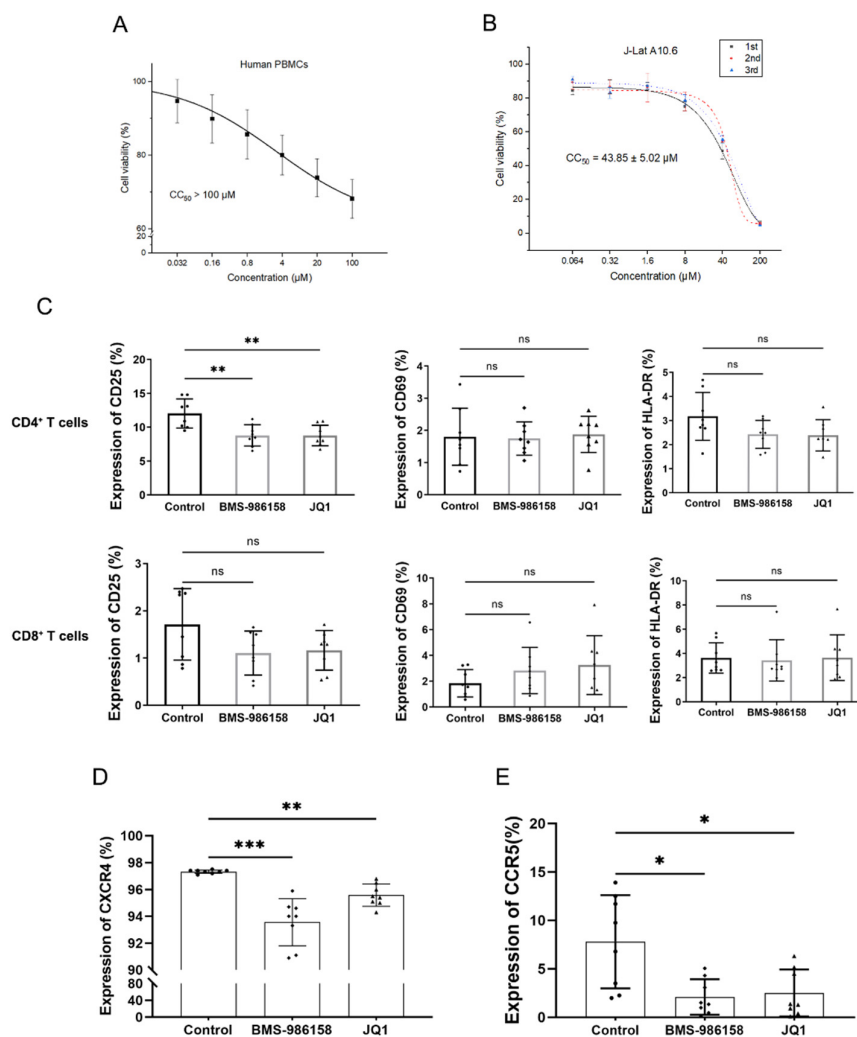 A
Human PBMCs
Cell viability (%)
100
80
60
20
0
CC50 > 100 μM
0.032 0.16 0.8 4 20 100
Concentration (μM)
B
J-Lat A10.6
1st
2nd
3rd
Cell viability (%)
100
80
60
40
20
0
CC50 = 43.85 ± 5.02 μM
0.064 0.32 1.6 8 40 200
Concentration (μM)
C
CD4+ T cells
Expression of CD25 (%)
20
15
10
5
0
**
**
Control BMS-986158 JQ1
Expression of CD69 (%)
4
3
2
1
0
ns
ns
Control BMS-986158 JQ1
Expression of HLA-DR (%)
5
4
3
2
1
0
ns
ns
Control BMS-986158 JQ1
CD8+ T cells
Expression of CD25 (%)
3
2
1
0
ns
ns
Control BMS-986158 JQ1
Expression of CD69 (%)
10
8
6
4
2
0
ns
ns
Control BMS-986158 JQ1
Expression of HLA-DR (%)
10
8
6
4
2
0
ns
ns
Control BMS-986158 JQ1
D
Expression of CXCR4 (%)
100
98
96
94
92
90
80
40
0
**
***
Control BMS-986158 JQ1
E
Expression of CCR5(%)
20
15
10
5
0
*
*
Control BMS-986158 JQ1